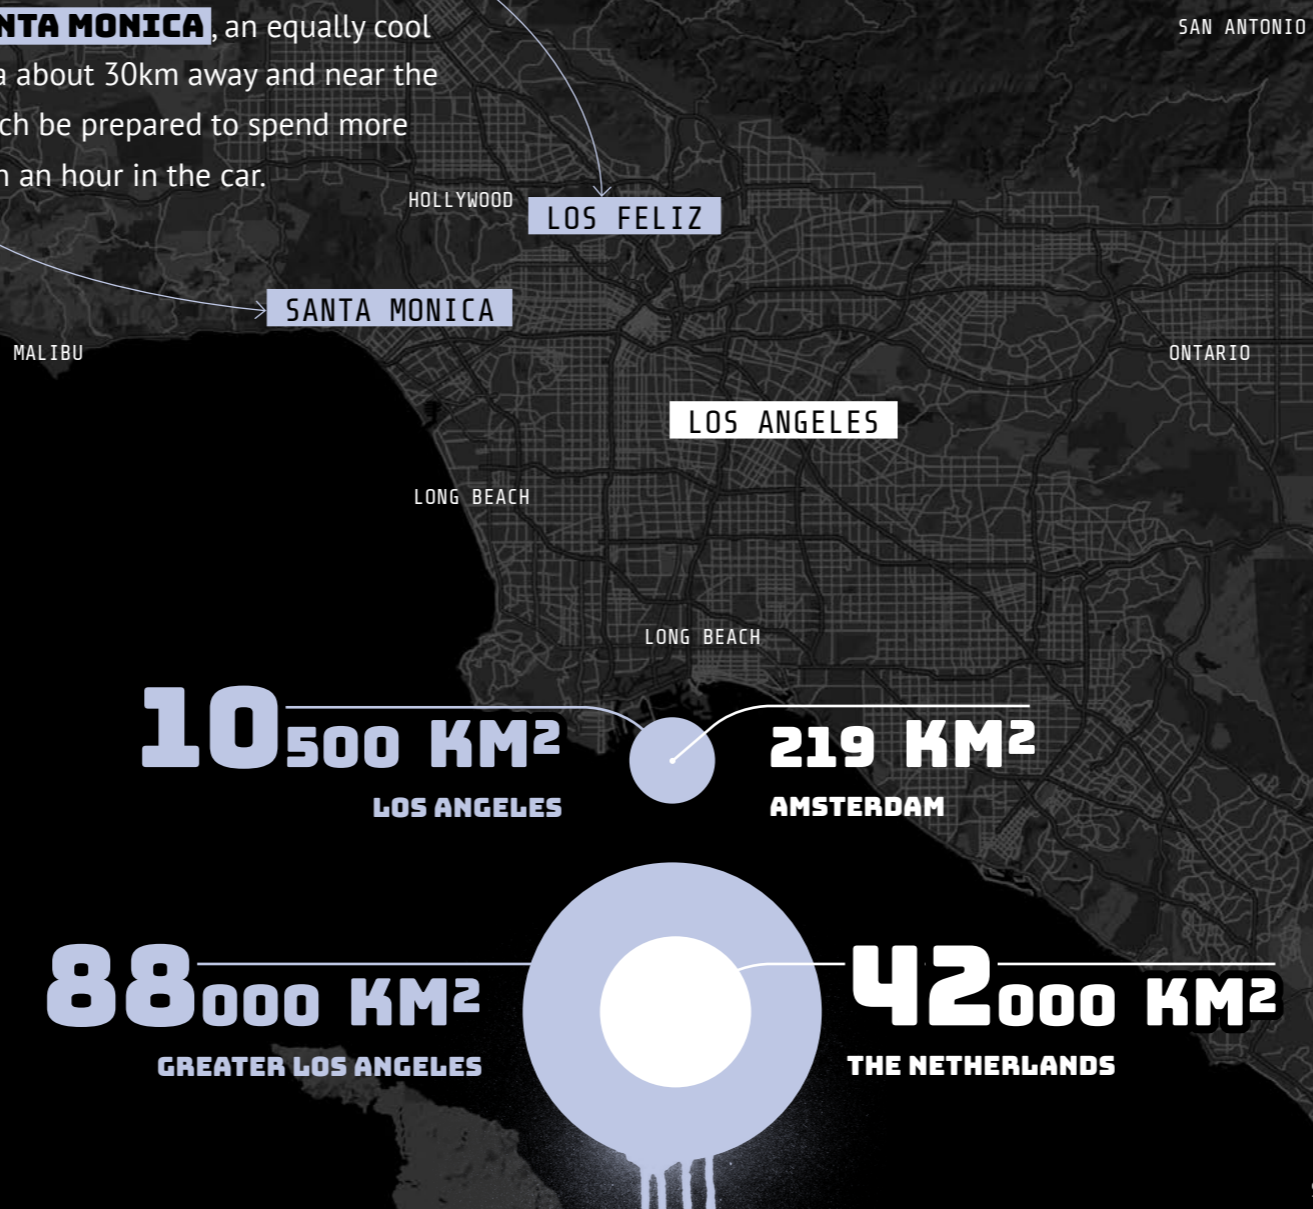 NTA MONICA, an equally cool
a about 30km away and near the
ch be prepared to spend more
n an hour in the car.
SAN ANTONIO
HOLLYWOOD
LOS FELIZ
SANTA MONICA
MALIBU
ONTARIO
LOS ANGELES
LONG BEACH
LONG BEACH
10500 KM²
LOS ANGELES
219 KM²
AMSTERDAM
88000 KM²
GREATER LOS ANGELES
42000 KM²
THE NETHERLANDS